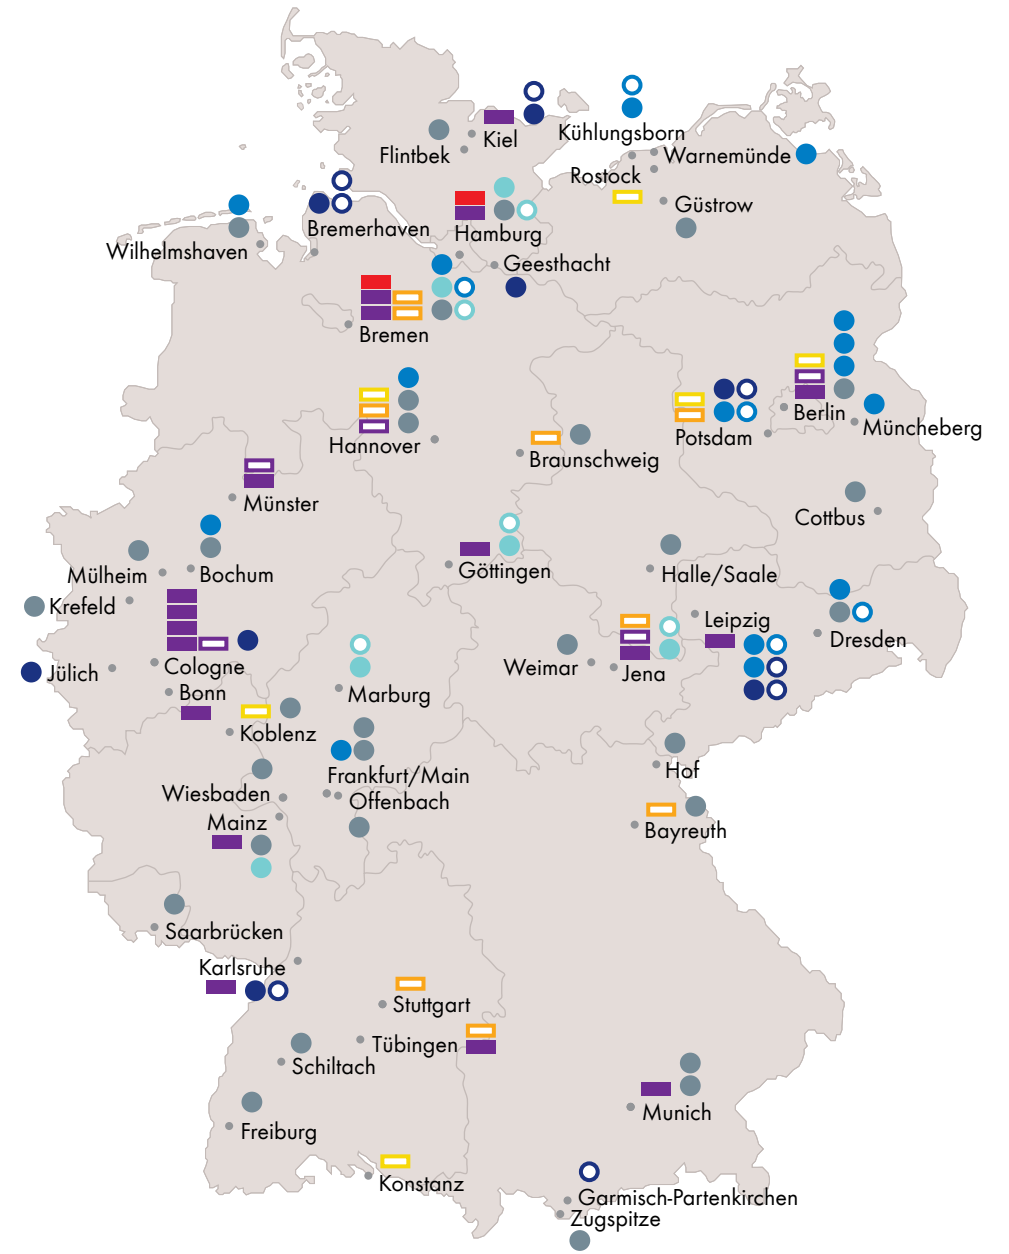 Kühlungsborn
Kiel
Flintbek
Warnemünde
Rostock
Güstrow
Bremerhaven
Hamburg
Wilhelmshaven
Geesthacht
Bremen
Berlin
Müncheberg
Potsdam
Hannover
Braunschweig
Münster
Cottbus
Göttingen
Mülheim
Bochum
Halle/Saale
Krefeld
Leipzig
Dresden
Cologne
Weimar
Jena
Jülich
Bonn
Marburg
Koblenz
Hof
Frankfurt/Main
Wiesbaden
Offenbach
Mainz
Bayreuth
Saarbrücken
Karlsruhe
Stuttgart
Tübingen
Schiltach
Munich
Freiburg
Konstanz
Garmisch-Partenkirchen
Zugspitze